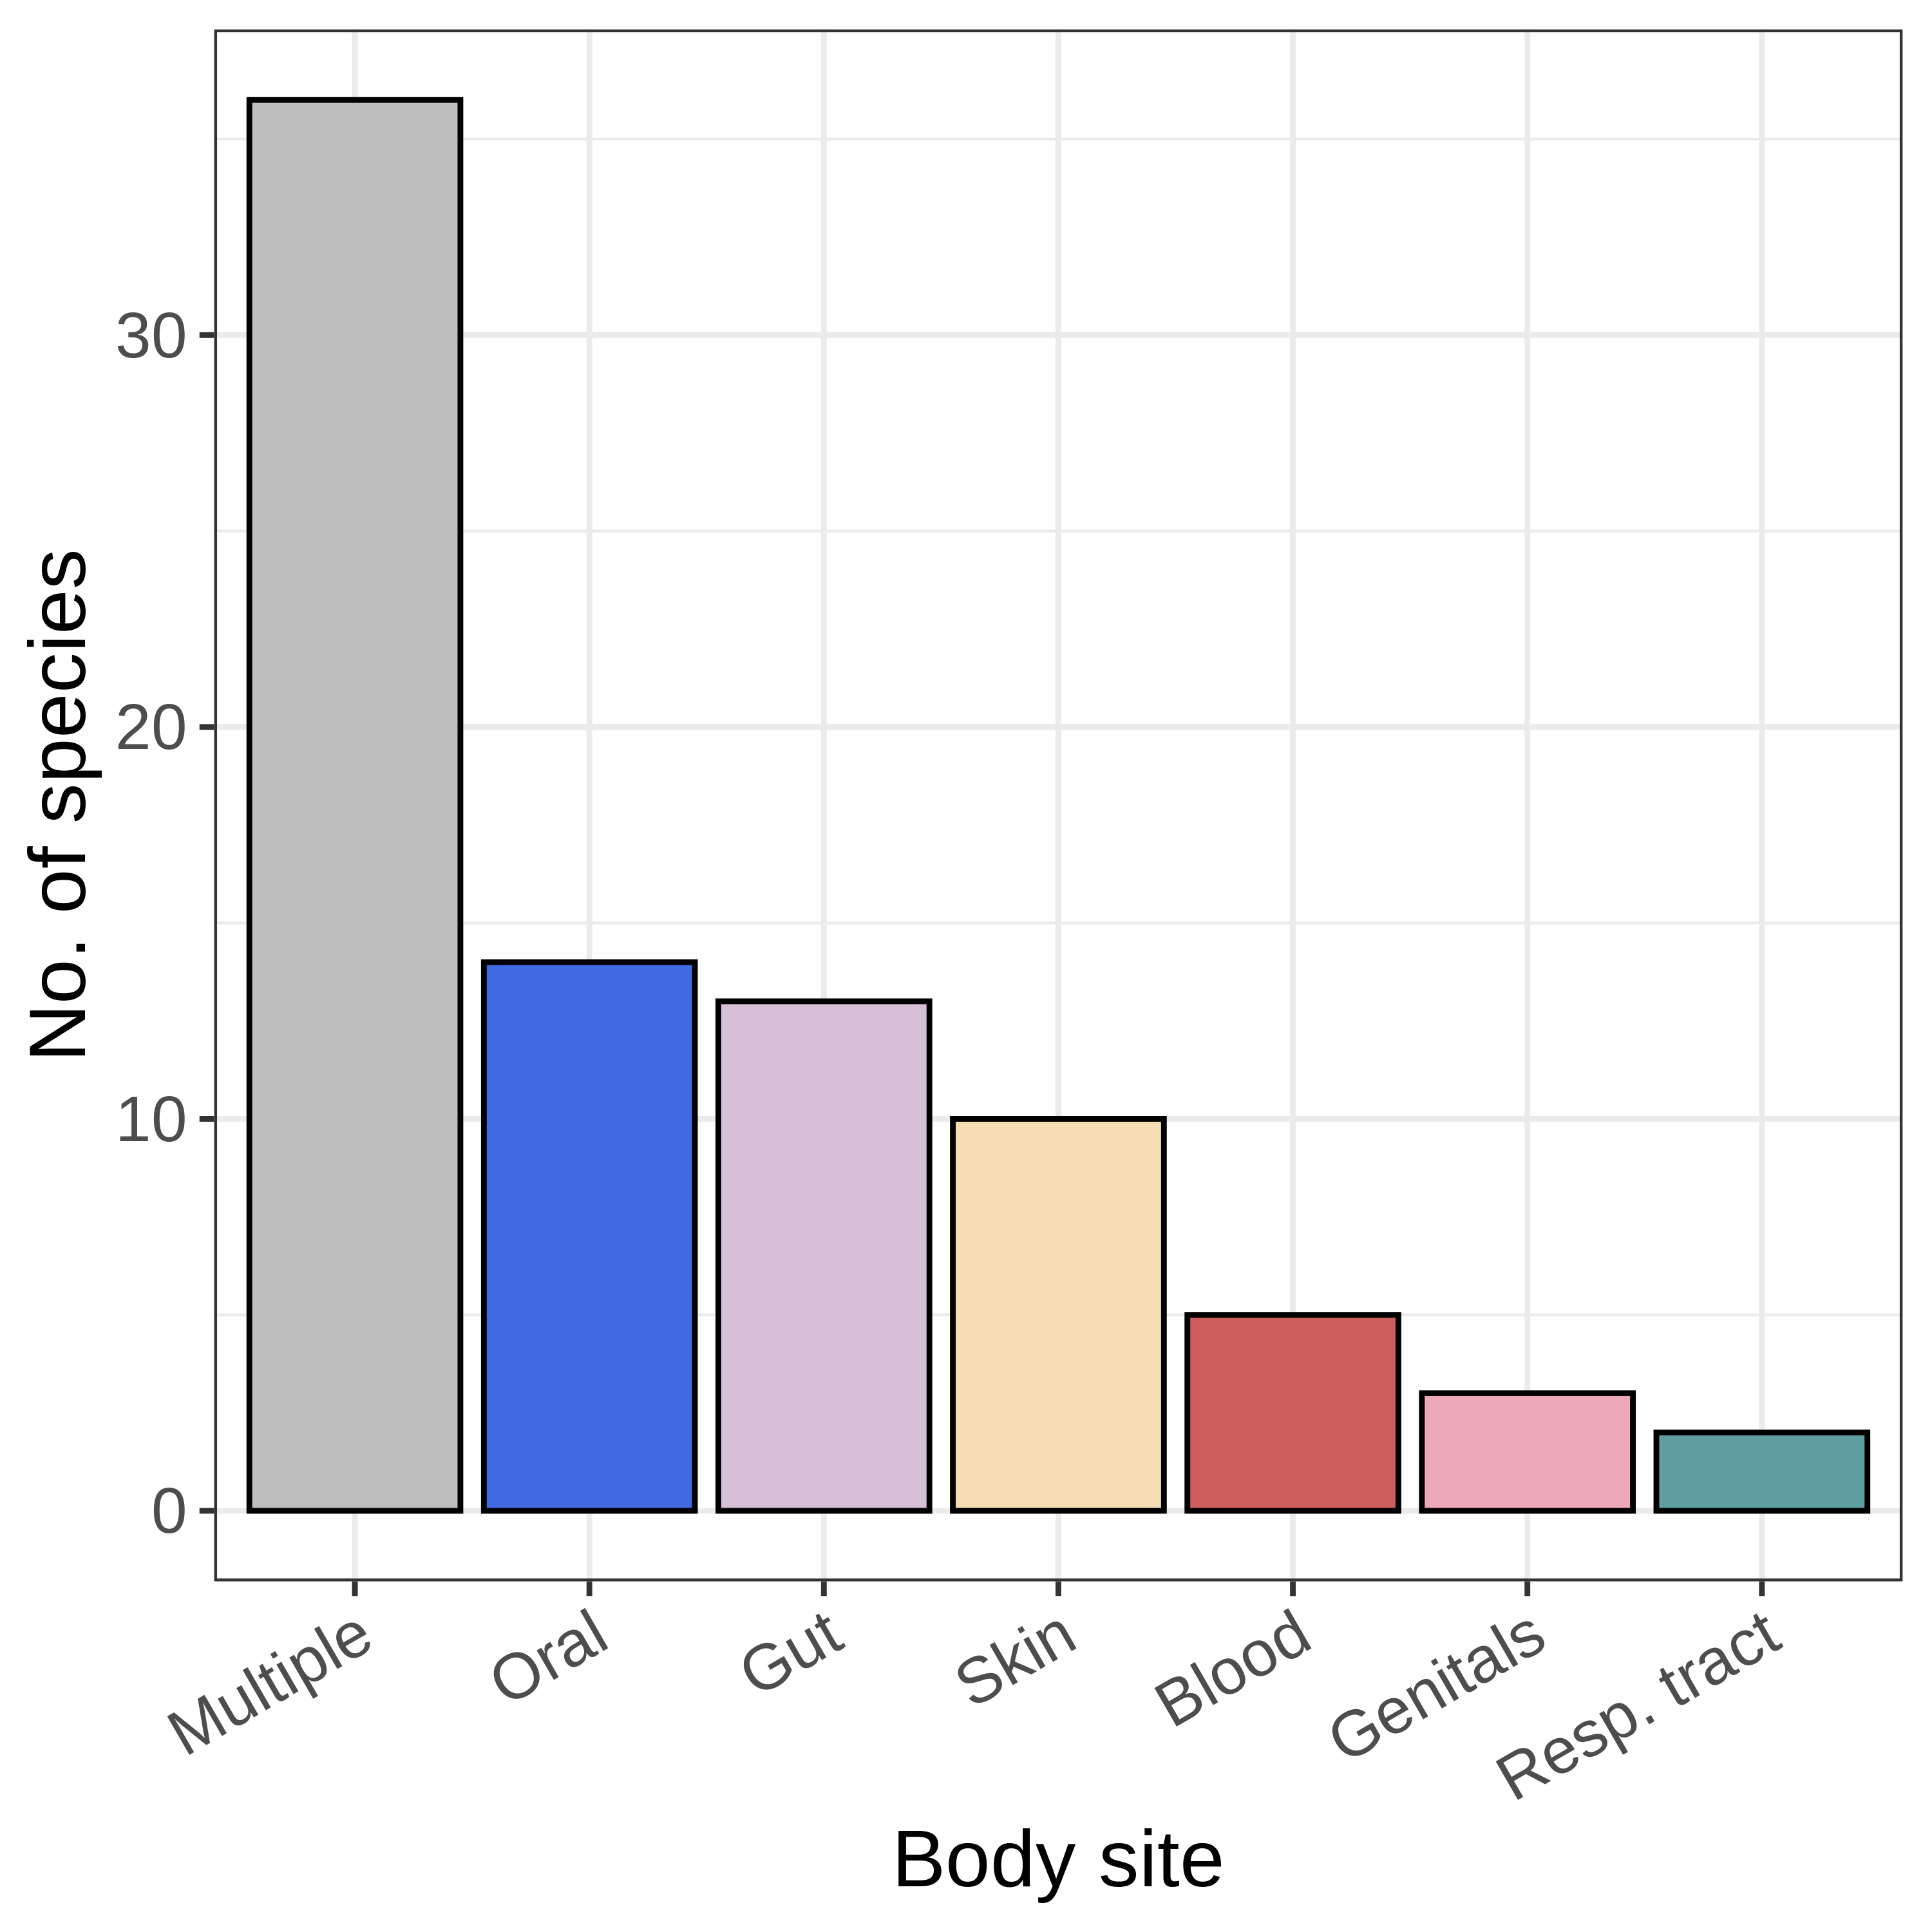 No. of species
30
20
10
0
Multiple
Oral
Gut
Skin
Blood
Genitals
Resp. tract
Body site